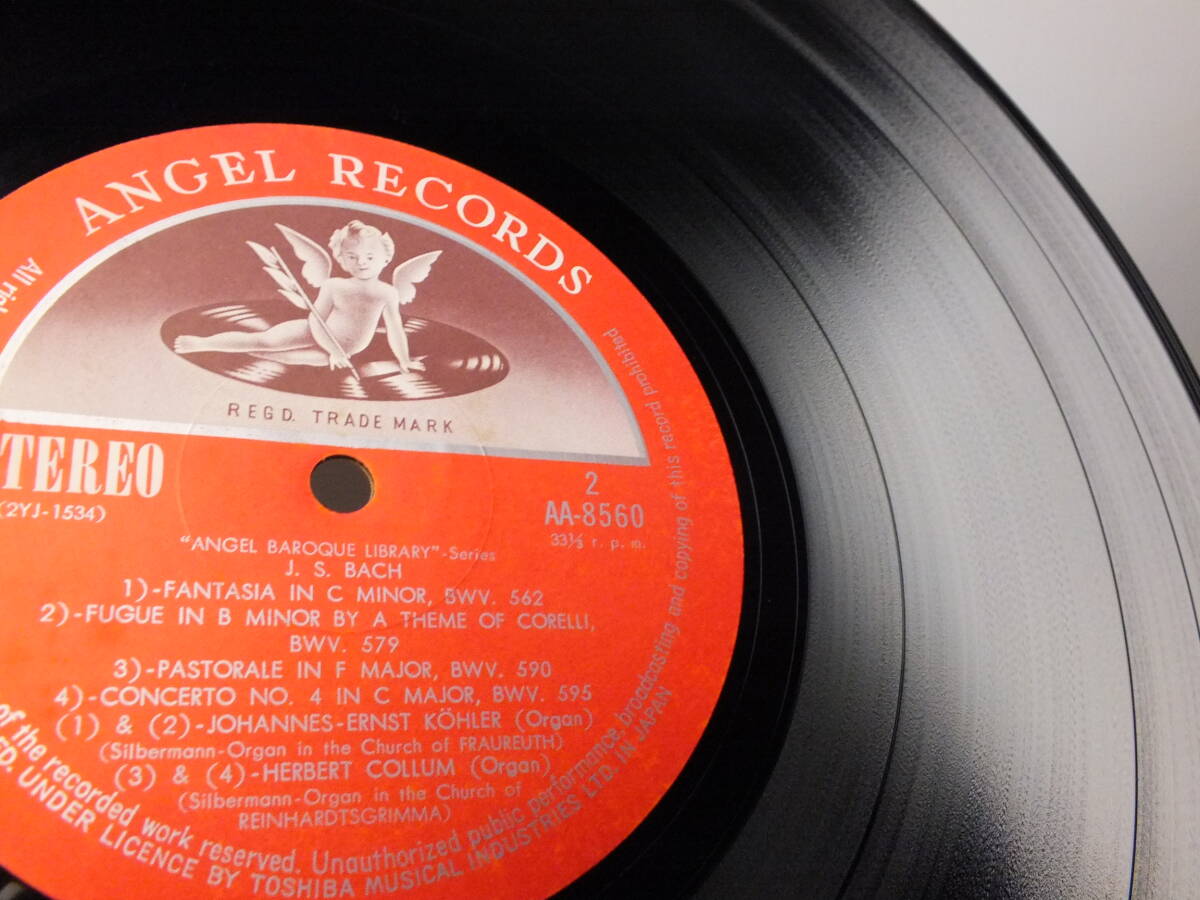 ANGEL RECORDS
REGD. TRADE MARK
TEREO
(2YJ-1534)
2
AA-8560
33⅓ r. p. m.
"ANGEL BAROQUE LIBRARY"-Series
J. S. BACH
1)-FANTASIA IN C MINOR, BWV. 562
2)-FUGUE IN B MINOR BY A THEME OF CORELLI,
BWV. 579
3)-PASTORALE IN F MAJOR, BWV. 590
4)-CONCERTO NO. 4 IN C MAJOR, BWV. 595
(1) & (2)-JOHANNES-ERNST KÖHLER (Organ)
(Silbermann-Organ in the Church of FRAUREUTH)
(3) & (4)-HERBERT COLLUM (Organ)
(Silbermann-Organ in the Church of
REINHARDTSGRIMMA)
All
of the recorded work reserved. Unauthorized public performance, broadcasting and copying of this record prohibited
UNDER LICENCE BY TOSHIBA MUSICAL INDUSTRIES LTD. IN JAPAN